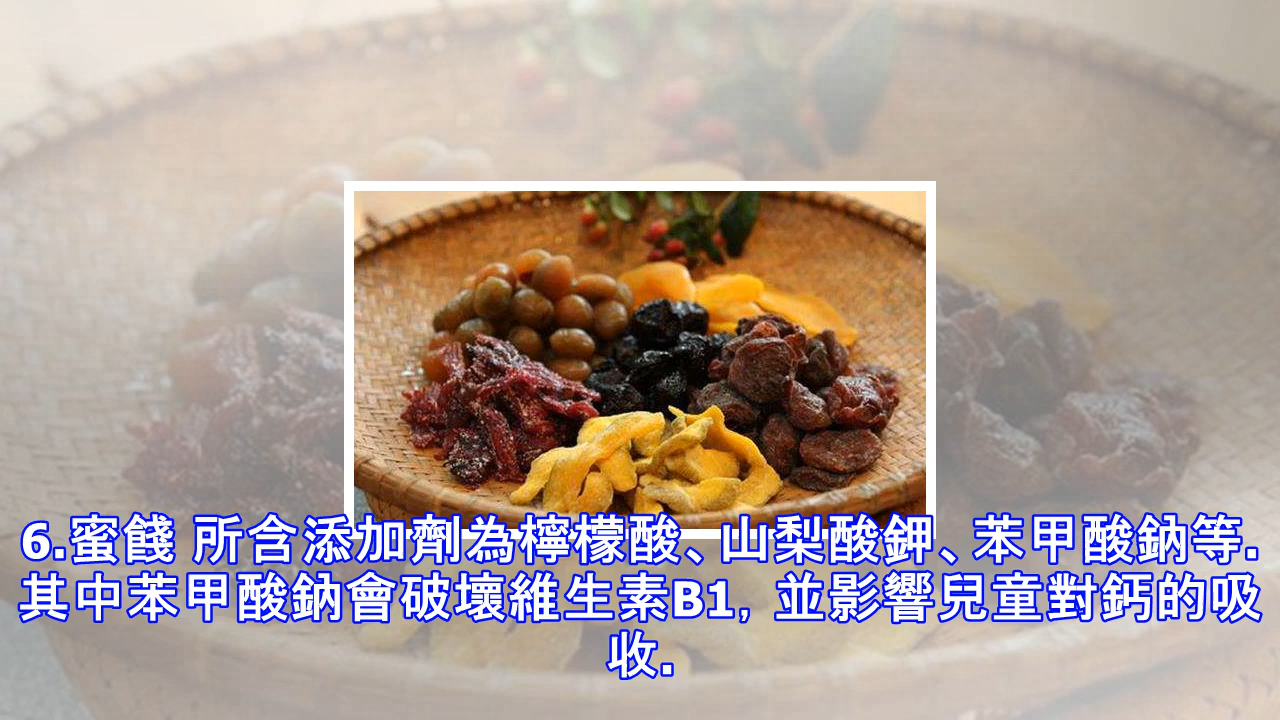 6.蜜餞 所含添加劑為檸檬酸、山梨酸鉀、苯甲酸鈉等.
其中苯甲酸鈉會破壞維生素B1, 並影響兒童對鈣的吸
收.